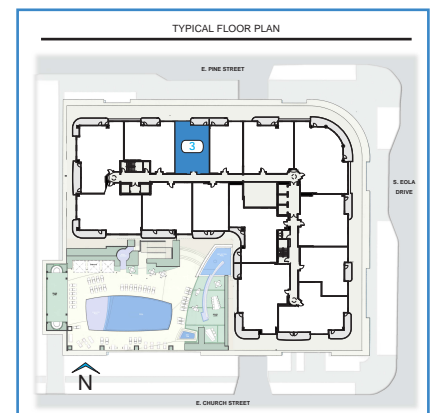 TYPICAL FLOOR PLAN
E. PINE STREET
3
S. EOLA
DRIVE
N
E. CHURCH STREET